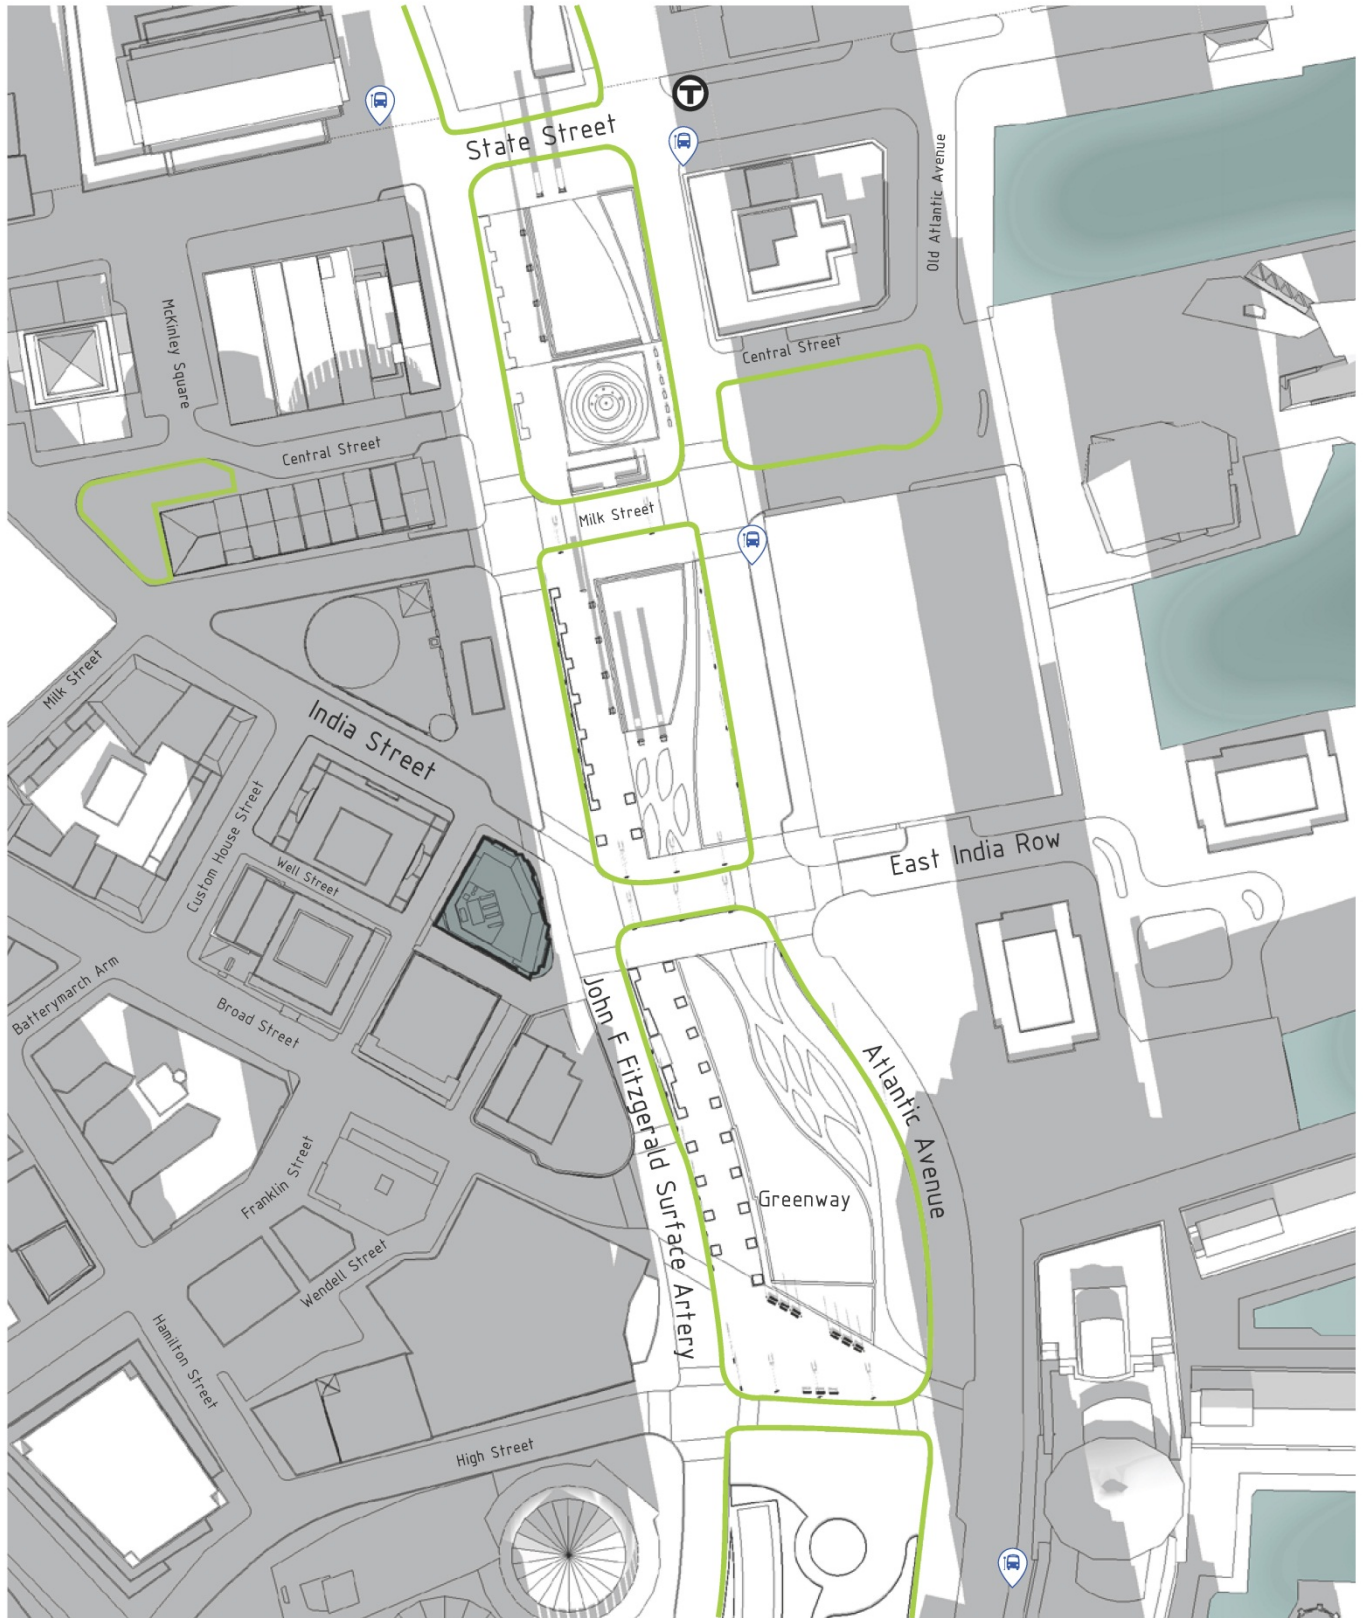 T
State Street
Old Atlantic Avenue
McKinley Square
Central Street
Central Street
Milk Street
Milk Street
India Street
Custom House Street
Well Street
East India Row
Batterymarch Arm
Broad Street
John F Fitzgerald Surface Artery
Atlantic Avenue
Franklin Street
Greenway
Wendell Street
Hamilton Street
High Street